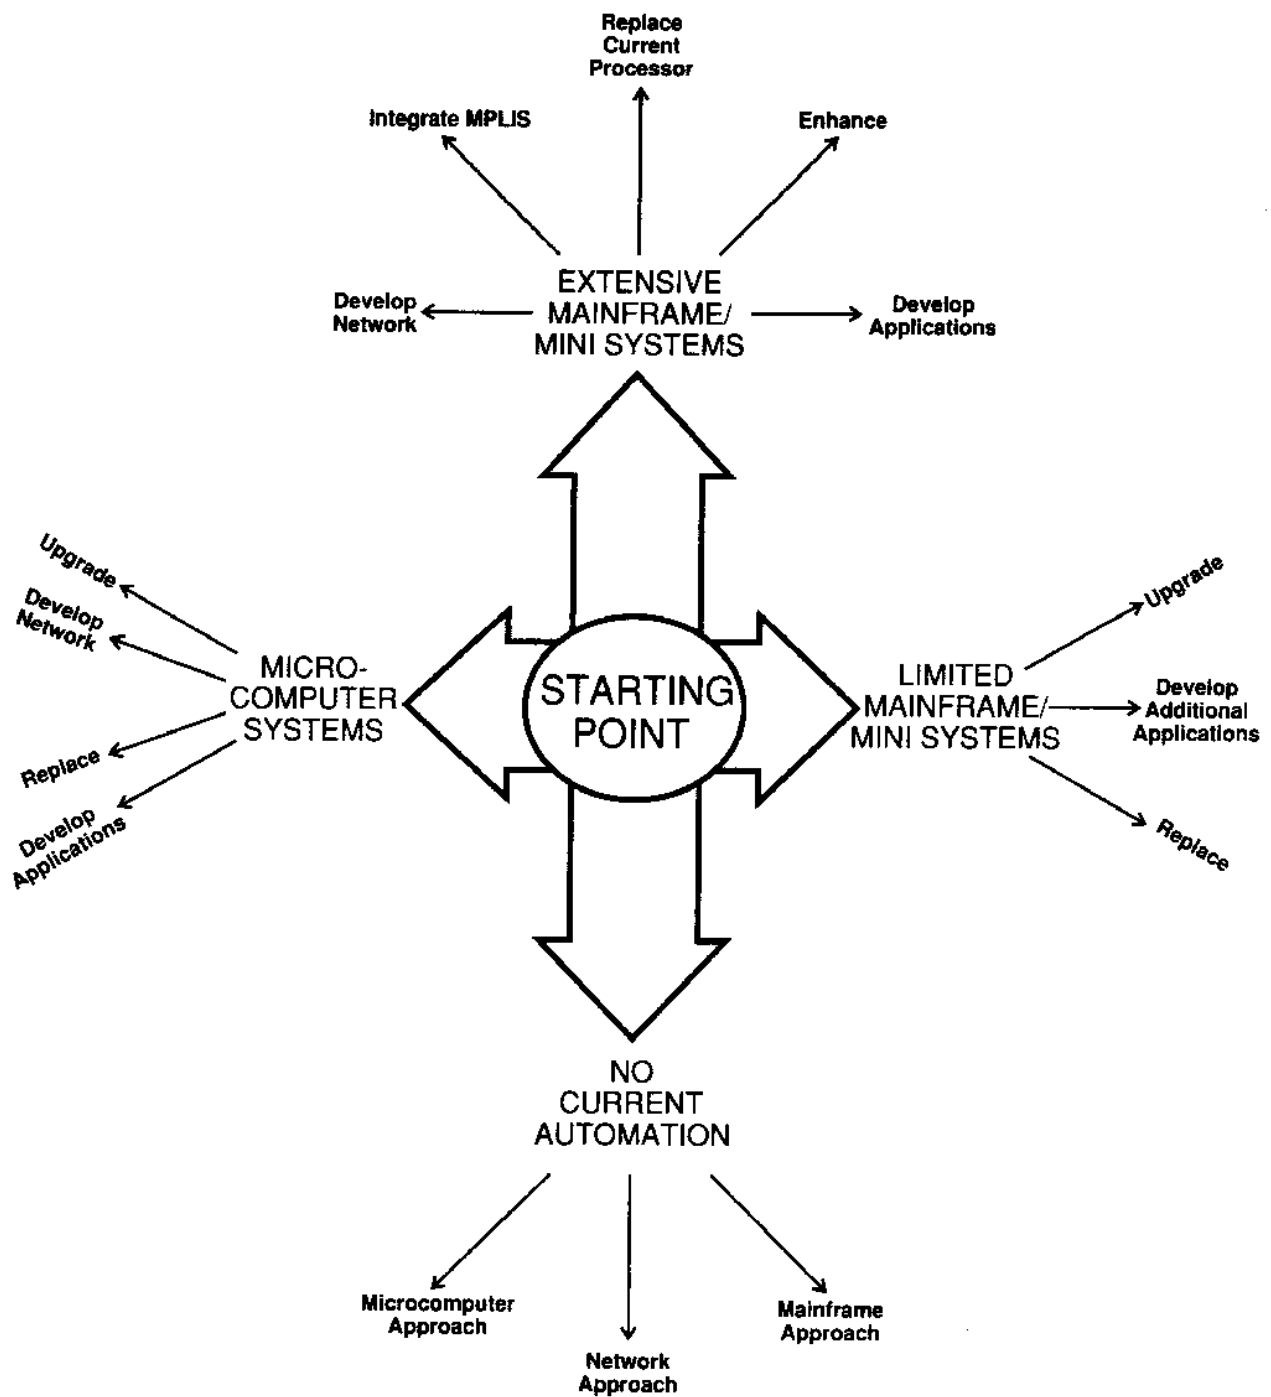 Replace
Current
Processor
Integrate MPLIS
Enhance
EXTENSIVE
MAINFRAME/
MINI SYSTEMS
Develop
Network
Develop
Applications
Upgrade
Develop
Network
MICRO-
COMPUTER
SYSTEMS
Replace
Develop
Applications
STARTING
POINT
LIMITED
MAINFRAME/
MINI SYSTEMS
Upgrade
Develop
Additional
Applications
Replace
NO
CURRENT
AUTOMATION
Microcomputer
Approach
Network
Approach
Mainframe
Approach